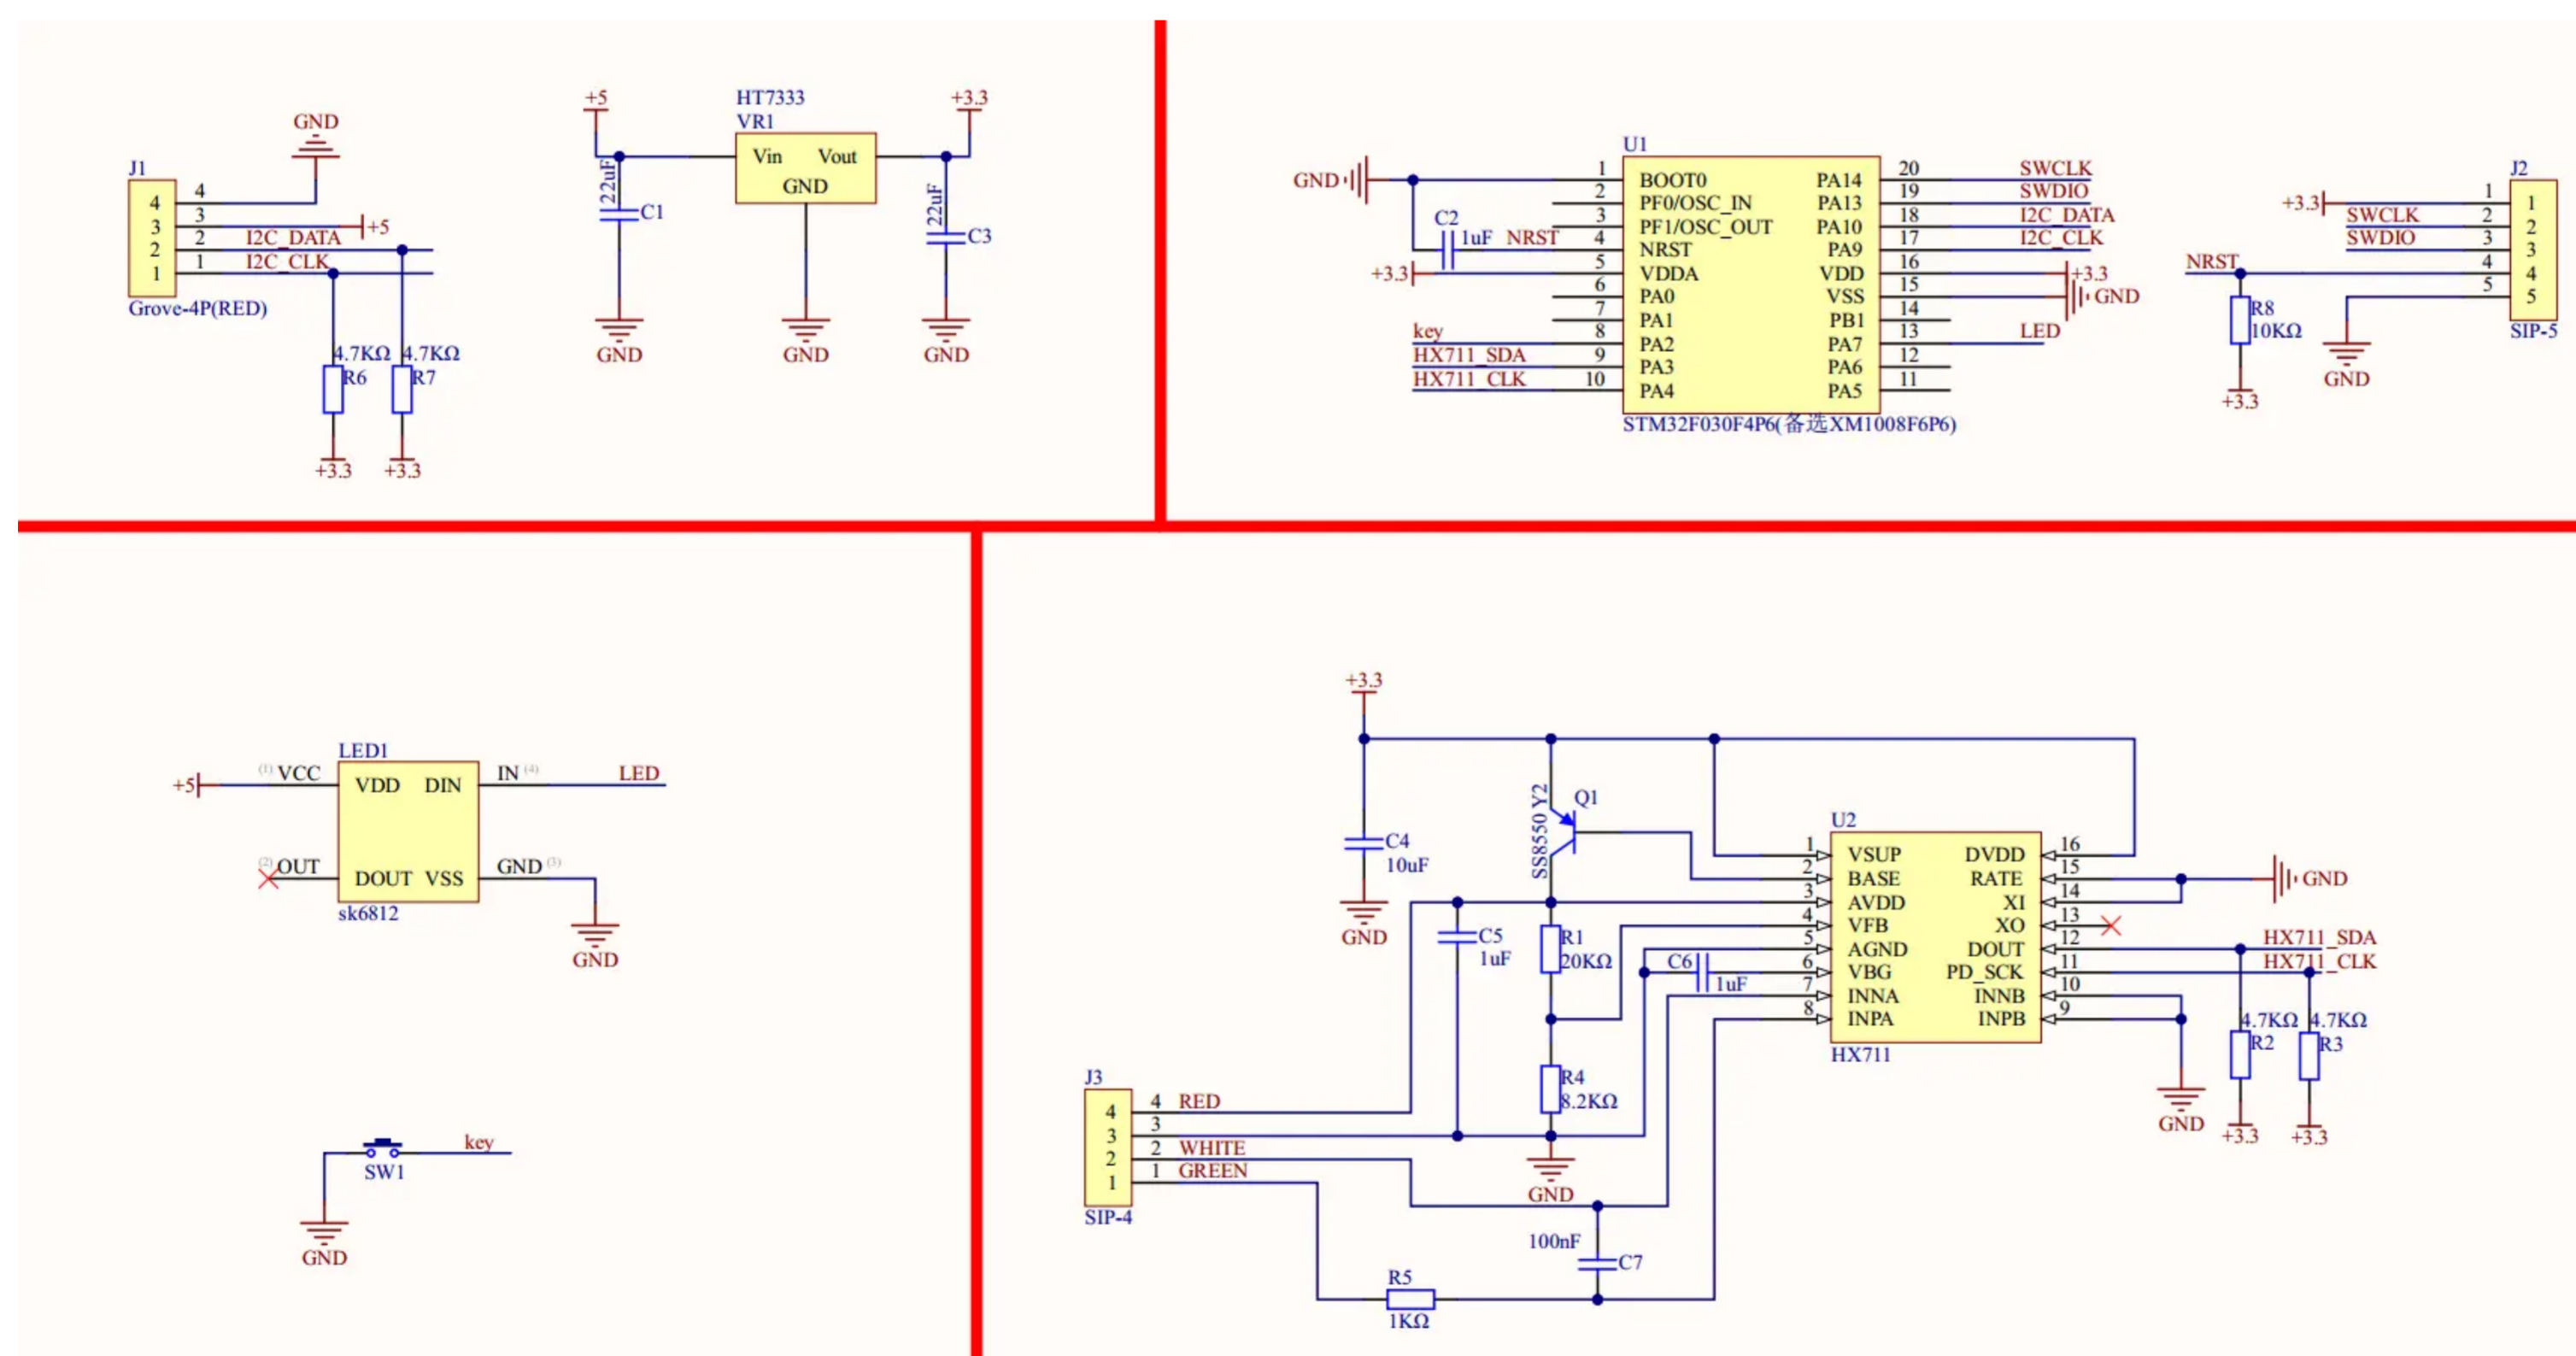 GND
J1
4 4
3 3 +5
2 2 I2C_DATA
1 1 I2C_CLK
Grove-4P(RED)
4.7KΩ 4.7KΩ
R6 R7
+3.3 +3.3
+5 HT7333 +3.3
VR1
Vin Vout
GND
22uF C1
22uF C3
GND GND GND
U1
GND 1 BOOT0 PA14 20 SWCLK
2 PF0/OSC_IN PA13 19 SWDIO
3 PF1/OSC_OUT PA10 18 I2C_DATA
C2 1uF NRST 4 NRST PA9 17 I2C_CLK
+3.3 5 VDDA VDD 16 +3.3
6 PA0 VSS 15 GND
7 PA1 PB1 14
key 8 PA2 PA7 13 LED
HX711_SDA 9 PA3 PA6 12
HX711_CLK 10 PA4 PA5 11
STM32F030F4P6(备选XM1008F6P6)
J2
+3.3 1 1
SWCLK 2 2
SWDIO 3 3
NRST 4 4
5 5
R8
10KΩ
SIP-5
GND
+3.3
LED1
+5 (1) VCC VDD DIN IN (4) LED
(2) OUT DOUT VSS GND (3)
sk6812
GND
key
SW1
GND
+3.3
SS8550 Y2 Q1
C4
10uF
GND
U2
1 VSUP DVDD 16
2 BASE RATE 15 GND
3 AVDD XI 14
4 VFB XO 13
5 AGND DOUT 12 HX711_SDA
6 VBG PD_SCK 11 HX711_CLK
7 INNA INNB 10
8 INPA INPB 9
HX711
C5
1uF
R1
20KΩ
C6
1uF
R4
8.2KΩ
4.7KΩ 4.7KΩ
R2 R3
GND +3.3 +3.3
J3
4 4 RED
3 3
2 2 WHITE
1 1 GREEN
SIP-4
GND
100nF
C7
R5
1KΩ